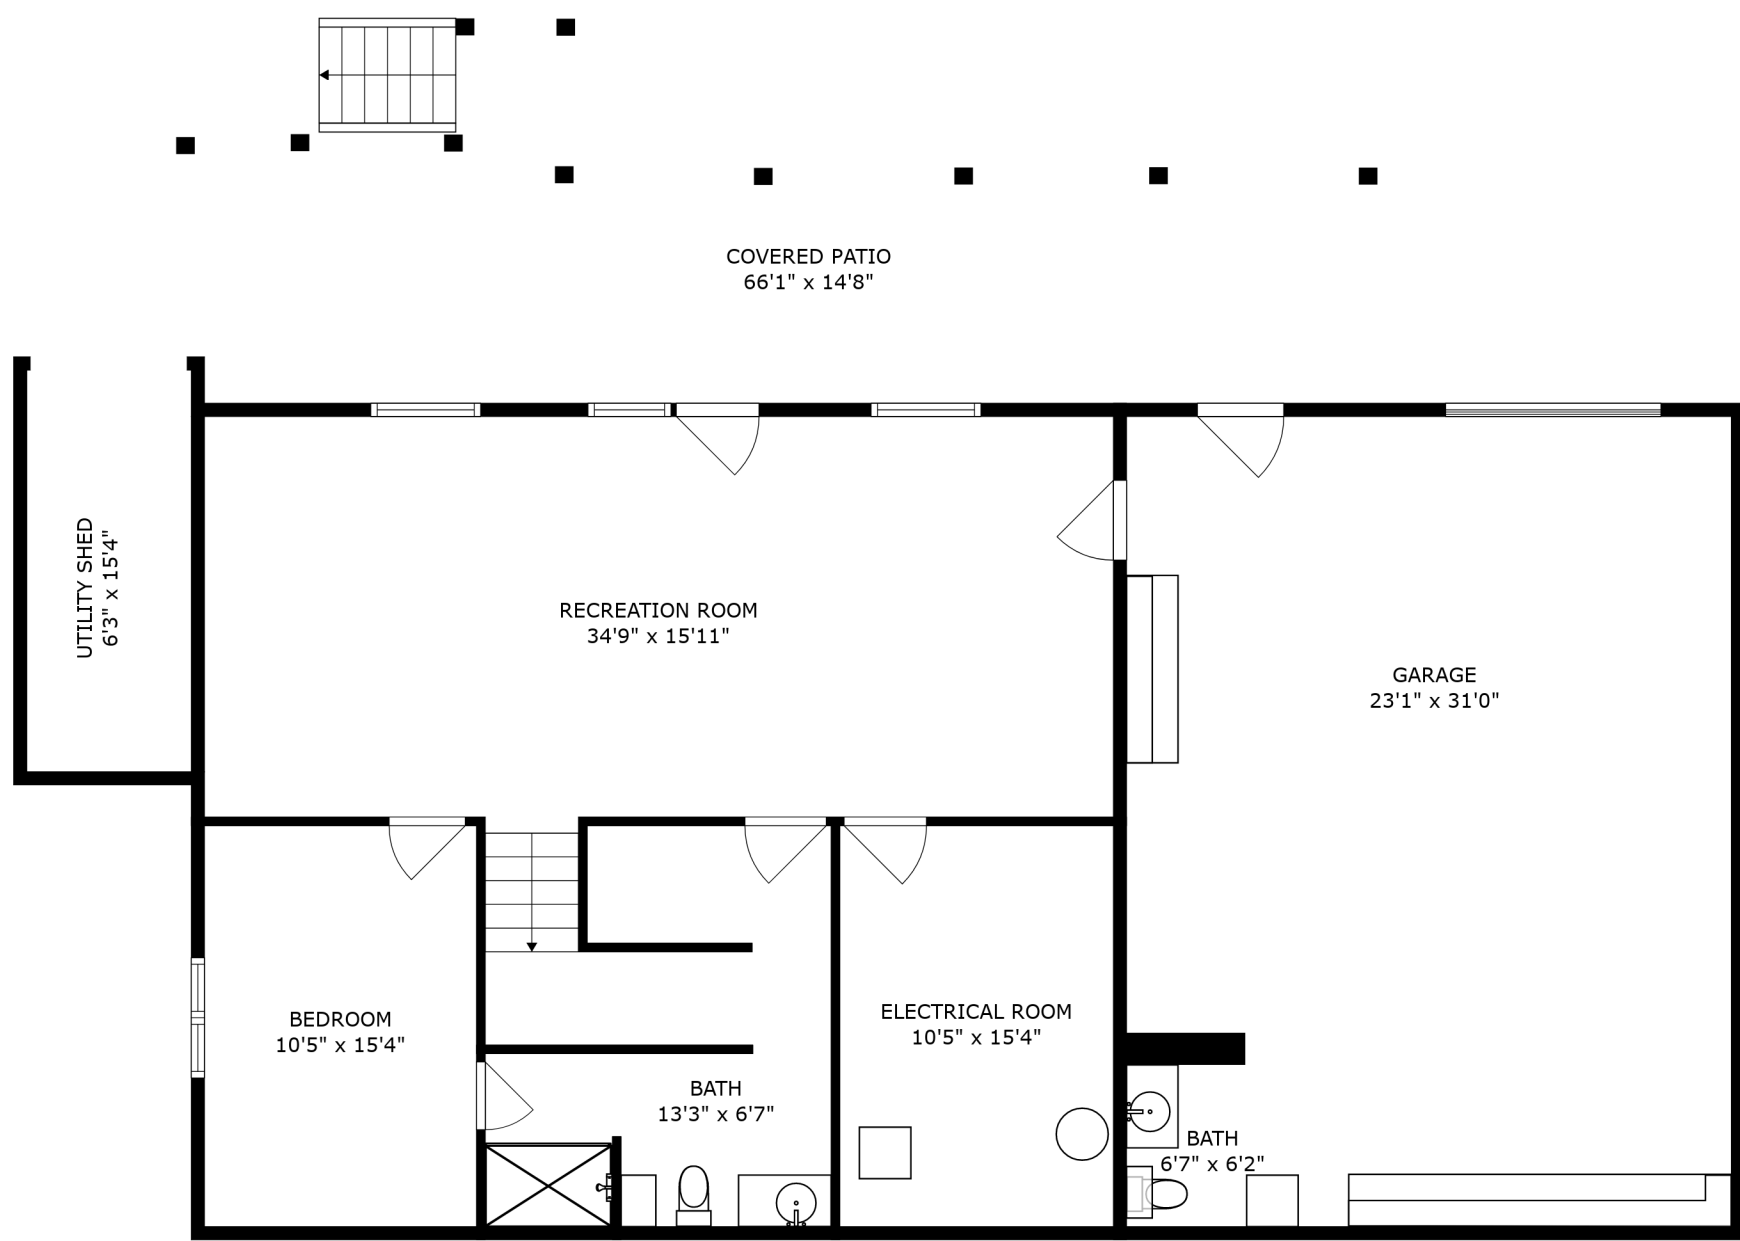 COVERED PATIO
66'1" x 14'8"
UTILITY SHED
6'3" x 15'4"
RECREATION ROOM
34'9" x 15'11"
GARAGE
23'1" x 31'0"
BEDROOM
10'5" x 15'4"
ELECTRICAL ROOM
10'5" x 15'4"
BATH
13'3" x 6'7"
BATH
6'7" x 6'2"